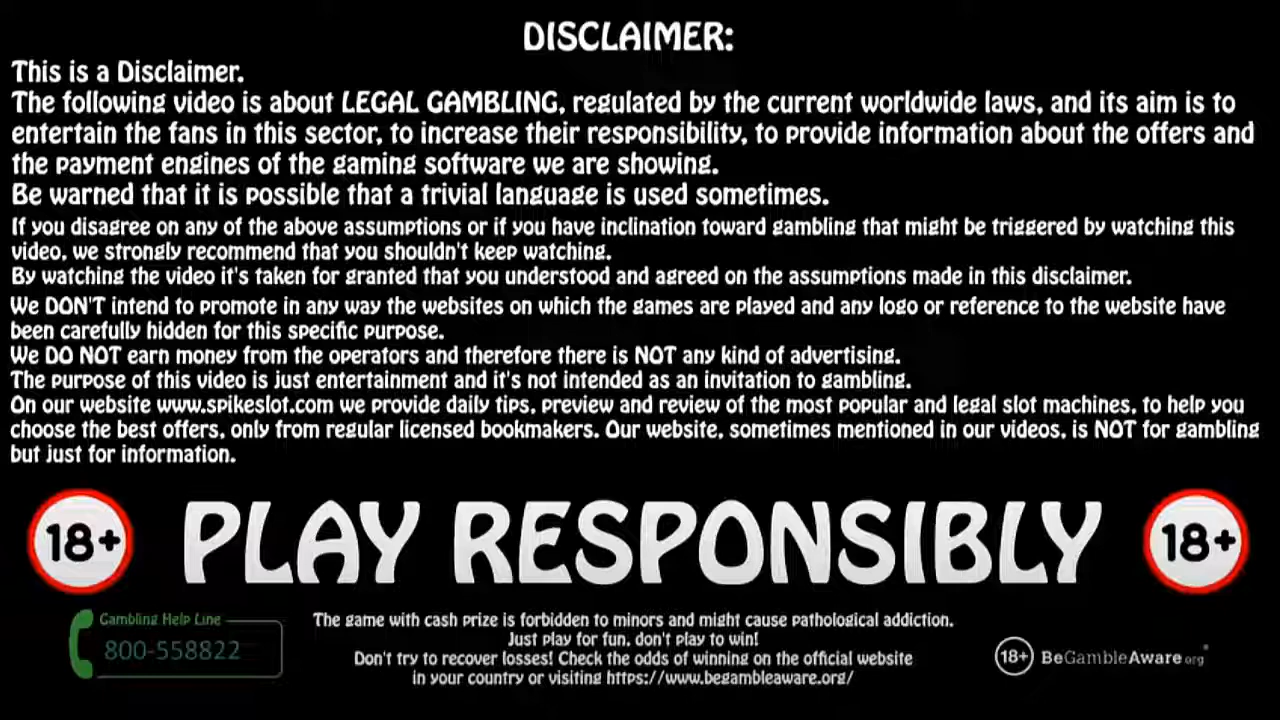 DISCLAIMER:
This is a Disclaimer.
The following video is about LEGAL GAMBLING, regulated by the current worldwide laws, and its aim is to
entertain the fans in this sector, to increase their responsibility, to provide information about the offers and
the payment engines of the gaming software we are showing.
Be warned that it is possible that a trivial language is used sometimes.
If you disagree on any of the above assumptions or if you have inclination toward gambling that might be triggered by watching this
video, we strongly recommend that you shouldn't keep watching.
By watching the video it's taken for granted that you understood and agreed on the assumptions made in this disclaimer.
We DON'T intend to promote in any way the websites on which the games are played and any logo or reference to the website have
been carefully hidden for this specific purpose.
We DO NOT earn money from the operators and therefore there is NOT any kind of advertising.
The purpose of this video is just entertainment and it's not intended as an invitation to gambling.
On our website www.spikeslot.com we provide daily tips, preview and review of the most popular and legal slot machines, to help you
choose the best offers, only from regular licensed bookmakers. Our website, sometimes mentioned in our videos, is NOT for gambling
but just for information.
18+ PLAY RESPONSIBLY 18+
Gambling Help Line
800-558822
The game with cash prize is forbidden to minors and might cause pathological addiction.
Just play for fun, don't play to win!
Don't try to recover losses! Check the odds of winning on the official website
in your country or visiting https://www.begambleaware.org/
18+ BeGambleAware.org